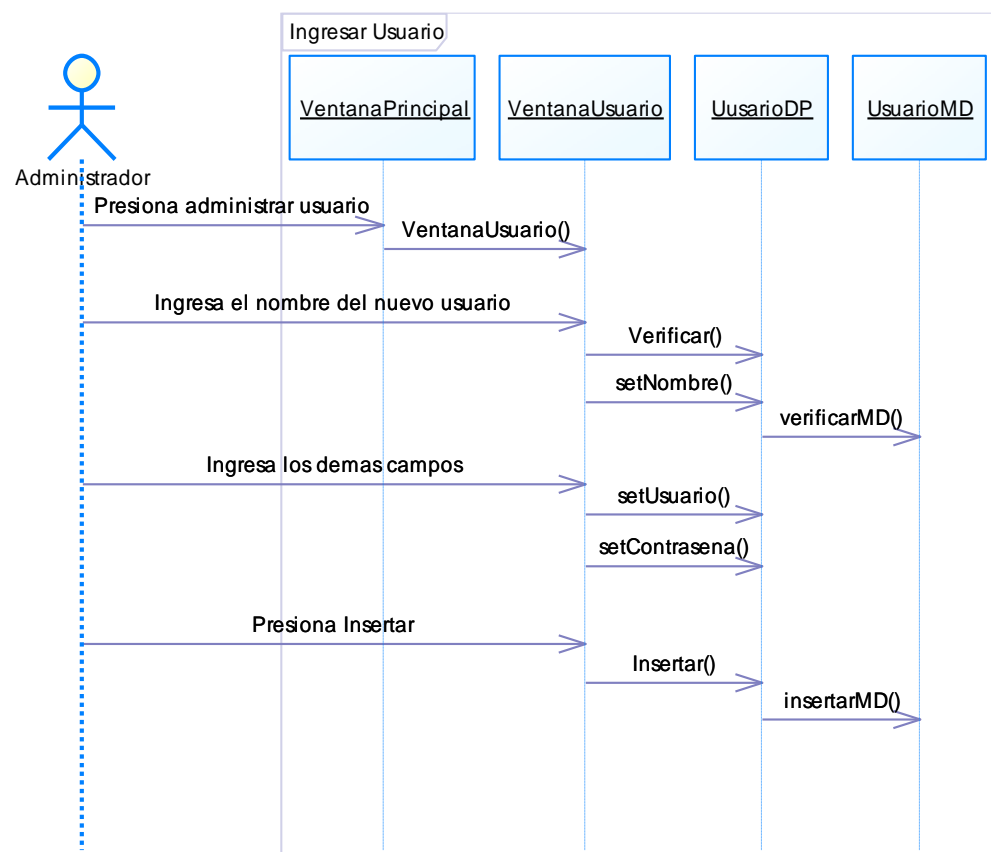 Ingresar Usuario
VentanaPrincipal
VentanaUsuario
UusarioDP
UsuarioMD
Administrador
Presiona administrar usuario
VentanaUsuario()
Ingresa el nombre del nuevo usuario
Verificar()
setNombre()
verificarMD()
Ingresa los demas campos
setUsuario()
setContrasena()
Presiona Insertar
Insertar()
insertarMD()